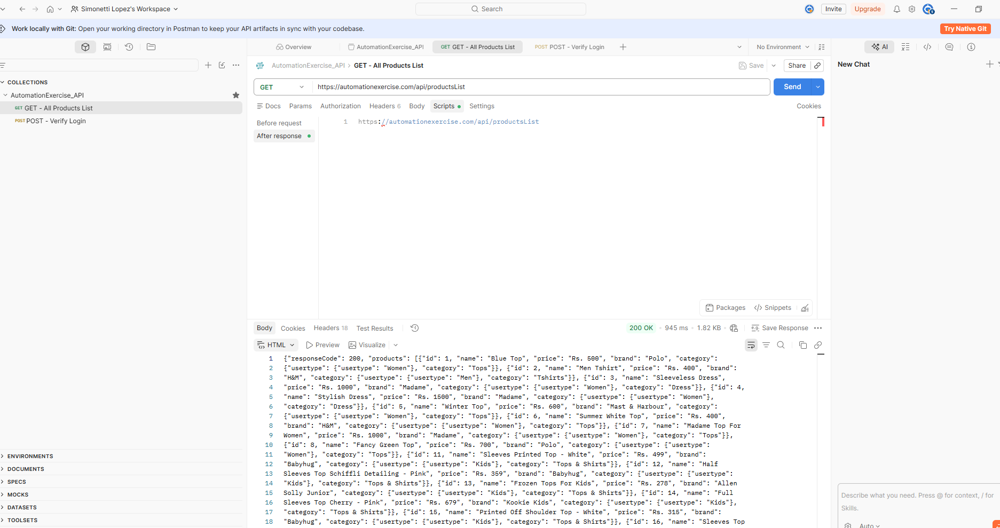 Simonetti Lopez's Workspace
Search
Invite
Upgrade
Work locally with Git: Open your working directory in Postman to keep your API artifacts in sync with your codebase.
Try Native Git
Overview
AutomationExercise_API
GET GET - All Products List
POST POST - Verify Login
No Environment
AI
AutomationExercise_API > GET - All Products List
Save
Share
New Chat
COLLECTIONS
AutomationExercise_API
GET GET - All Products List
POST POST - Verify Login
GET
https://automationexercise.com/api/productsList
Send
Docs
Params
Authorization
Headers 6
Body
Scripts
Settings
Cookies
Before request
After response
1 https://automationexercise.com/api/productsList
Packages
Snippets
Body
Cookies
Headers 18
Test Results
200 OK
945 ms
1.82 KB
e.g. Save Response
HTML
Preview
Visualize
1 {"responseCode": 200, "products": [{"id": 1, "name": "Blue Top", "price": "Rs. 500", "brand": "Polo", "category":
2 {"usertype": {"usertype": "Women"}, "category": "Tops"}}, {"id": 2, "name": "Men Tshirt", "price": "Rs. 400", "brand":
3 "H&M", "category": {"usertype": {"usertype": "Men"}, "category": "Tshirts"}}, {"id": 3, "name": "Sleeveless Dress",
4 "price": "Rs. 1000", "brand": "Madame", "category": {"usertype": {"usertype": "Women"}, "category": "Dress"}}, {"id": 4,
5 "name": "Stylish Dress", "price": "Rs. 1500", "brand": "Madame", "category": {"usertype": {"usertype": "Women"},
6 "category": "Dress"}}, {"id": 5, "name": "Winter Top", "price": "Rs. 600", "brand": "Mast & Harbour", "category":
7 {"usertype": {"usertype": "Women"}, "category": "Tops"}}, {"id": 6, "name": "Summer White Top", "price": "Rs. 400",
8 "brand": "H&M", "category": {"usertype": {"usertype": "Women"}, "category": "Tops"}}, {"id": 7, "name": "Madame Top For
9 Women", "price": "Rs. 1000", "brand": "Madame", "category": {"usertype": {"usertype": "Women"}, "category": "Tops"}},
10 {"id": 8, "name": "Fancy Green Top", "price": "Rs. 700", "brand": "Polo", "category": {"usertype": {"usertype":
11 "Women"}, "category": "Tops"}}, {"id": 11, "name": "Sleeves Printed Top - White", "price": "Rs. 499", "brand":
12 "Babyhug", "category": {"usertype": {"usertype": "Kids"}, "category": "Tops & Shirts"}}, {"id": 12, "name": "Half
13 Sleeves Top Schiffli Detailing - Pink", "price": "Rs. 359", "brand": "Babyhug", "category": {"usertype": {"usertype":
14 "Kids"}, "category": "Tops & Shirts"}}, {"id": 13, "name": "Frozen Tops For Kids", "price": "Rs. 278", "brand": "Allen
15 Solly Junior", "category": {"usertype": {"usertype": "Kids"}, "category": "Tops & Shirts"}}, {"id": 14, "name": "Full
16 Sleeves Top Cherry - Pink", "price": "Rs. 679", "brand": "Kookie Kids", "category": {"usertype": {"usertype": "Kids"},
17 "category": "Tops & Shirts"}}, {"id": 15, "name": "Printed Off Shoulder Top - White", "price": "Rs. 315", "brand":
18 "Babyhug", "category": {"usertype": {"usertype": "Kids"}, "category": "Tops & Shirts"}}, {"id": 16, "name": "Sleeves Top
ENVIRONMENTS
DOCUMENTS
SPECS
MOCKS
DATASETS
TOOLSETS
Describe what you need. Press @ for context, / for
Skills.
Auto